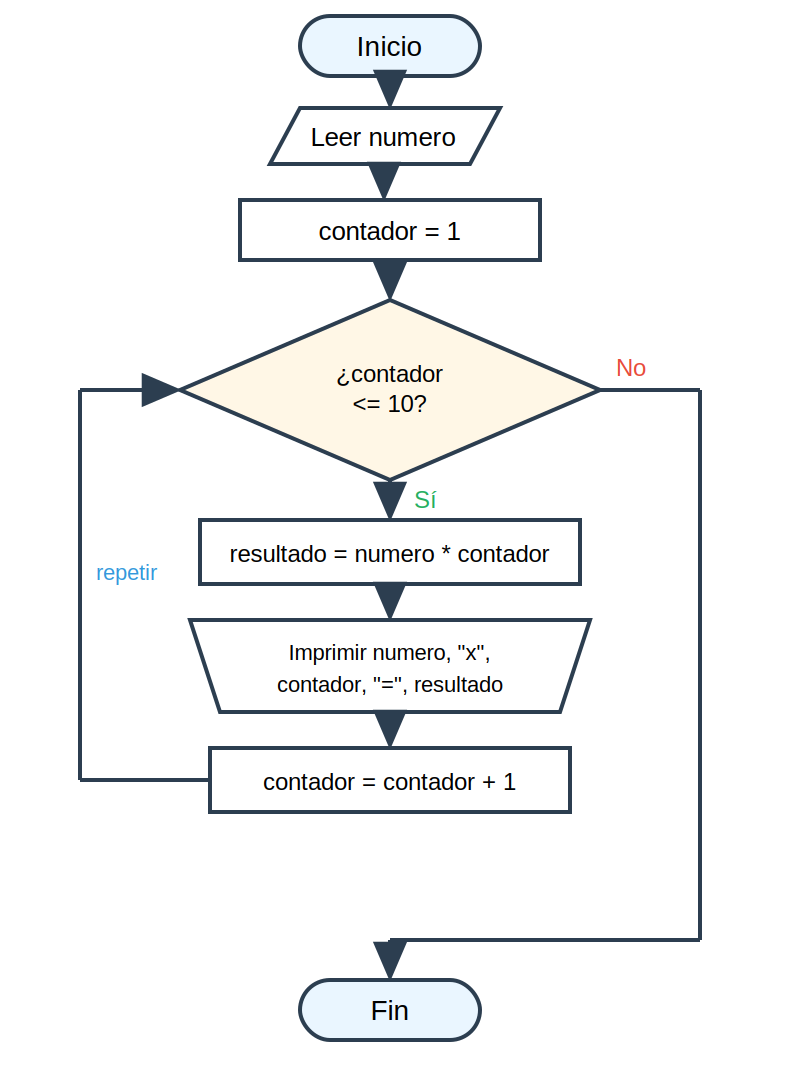 Inicio
Leer numero
contador = 1
¿contador
<= 10?
No
Sí
resultado = numero * contador
repetir
Imprimir numero, "x",
contador, "=", resultado
contador = contador + 1
Fin